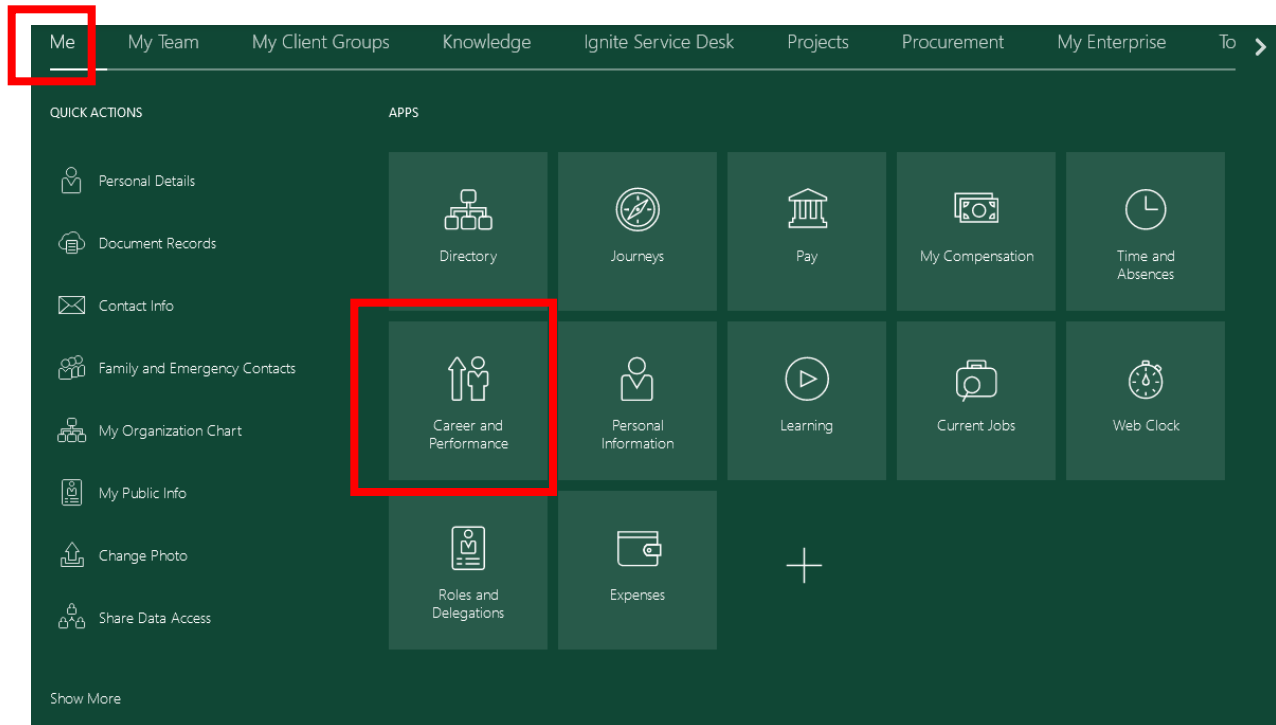 Me
My Team
My Client Groups
Knowledge
Ignite Service Desk
Projects
Procurement
My Enterprise
To
QUICK ACTIONS
Personal Details
Document Records
Contact Info
Family and Emergency Contacts
My Organization Chart
My Public Info
Change Photo
Share Data Access
Show More
APPS
Directory
Journeys
Pay
My Compensation
Time and
Absences
Career and
Performance
Personal
Information
Learning
Current Jobs
Web Clock
Roles and
Delegations
Expenses